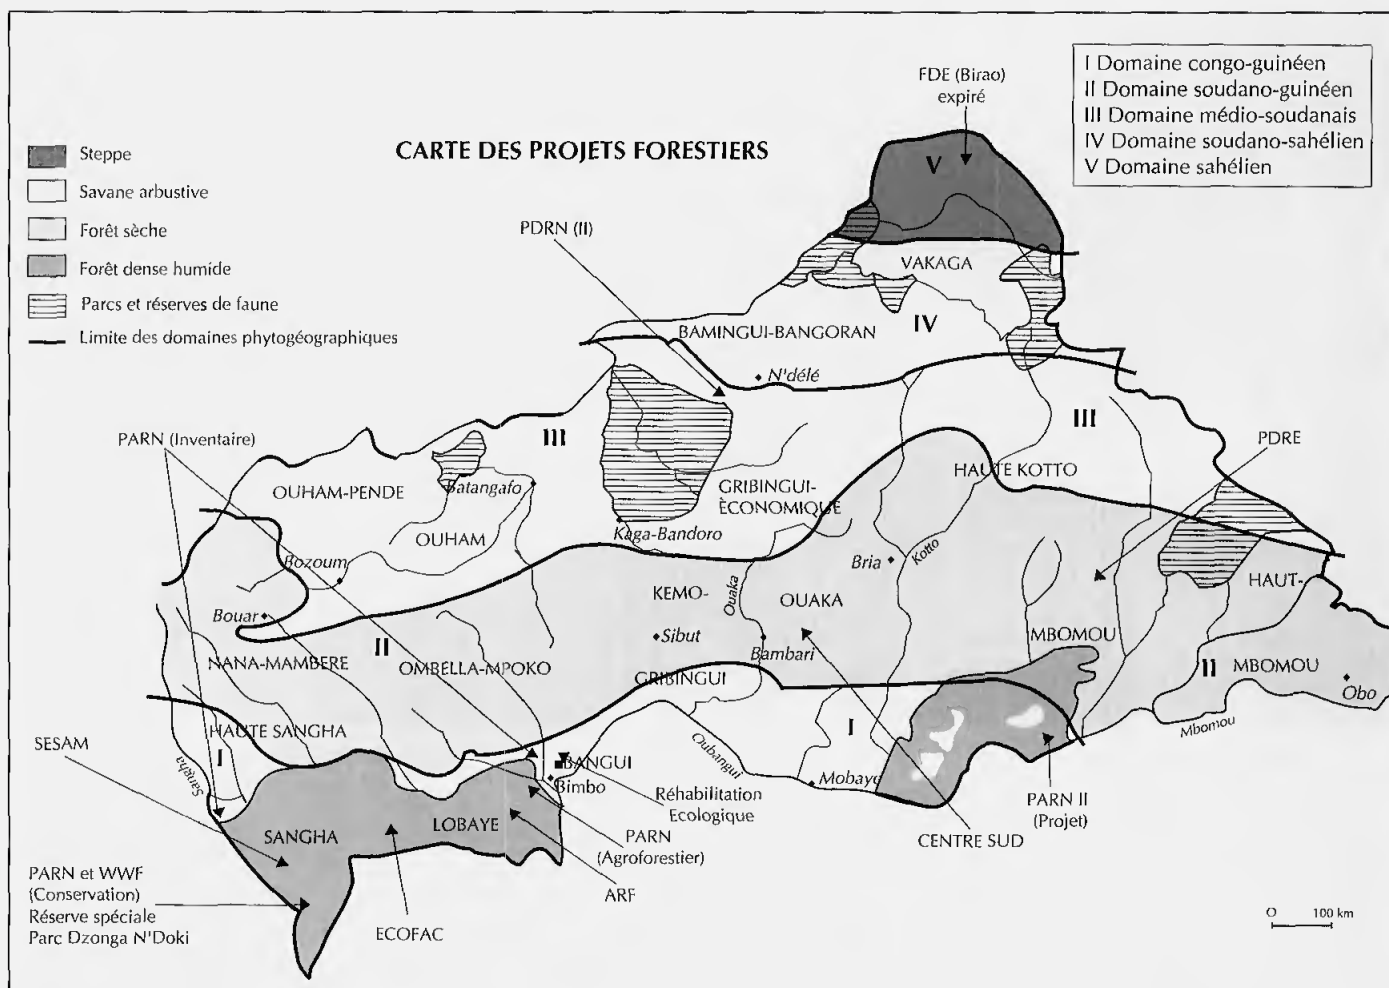 CARTE DES PROJETS FORESTIERS
I Domaine congo-guinéen
II Domaine soudano-guinéen
III Domaine médio-soudanais
IV Domaine soudano-sahélien
V Domaine sahélien
Steppe
Savane arbustive
Forêt sèche
Forêt dense humide
Parcs et réserves de faune
Limite des domaines phytogéographiques
FDE (Birao)
expiré
V
PDRN (II)
VAKAGA
IV
BAMINGUI-BANGORAN
N'délé
PARN (Inventaire)
III
III
PDRE
OUHAM-PENDE
Batangafo
GRIBINGUI-
ÈCONOMIQUE
HAUTE KOTTO
OUHAM
Kaga-Bandoro
Bozoum
Bria
Kotto
Ouaka
KEMO-
OUAKA
HAUT-
Bouar
II
Sibut
Bambari
MBOMOU
NANA-MAMBERE
OMBELLA-MPOKO
GRIBINGUI
II
MBOMOU
Obo
HAUTE SANGHA
SESAM
I
Sangha
BANGUI
Bimbo
Oubangui
I
Mobaye
Mbomou
Réhabilitation
Ecologique
PARN II
(Projet)
SANGHA
LOBAYE
PARN
(Agroforestier)
CENTRE SUD
ARF
PARN et WWF
(Conservation)
Réserve spéciale
Parc Dzonga N'Doki
ECOFAC
O 100 km